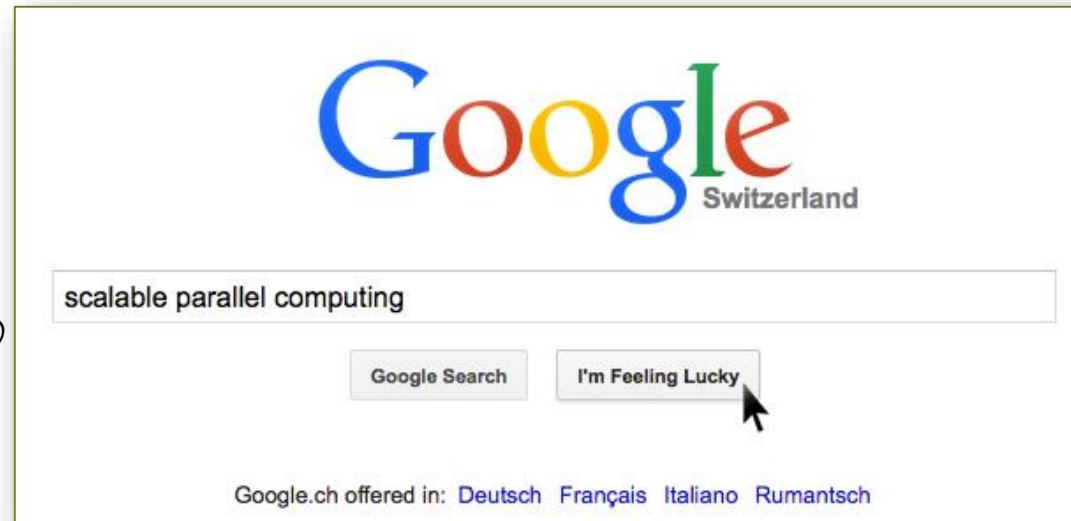 Google
Switzerland
scalable parallel computing
Google Search I'm Feeling Lucky
Google.ch offered in: Deutsch Français Italiano Rumantsch